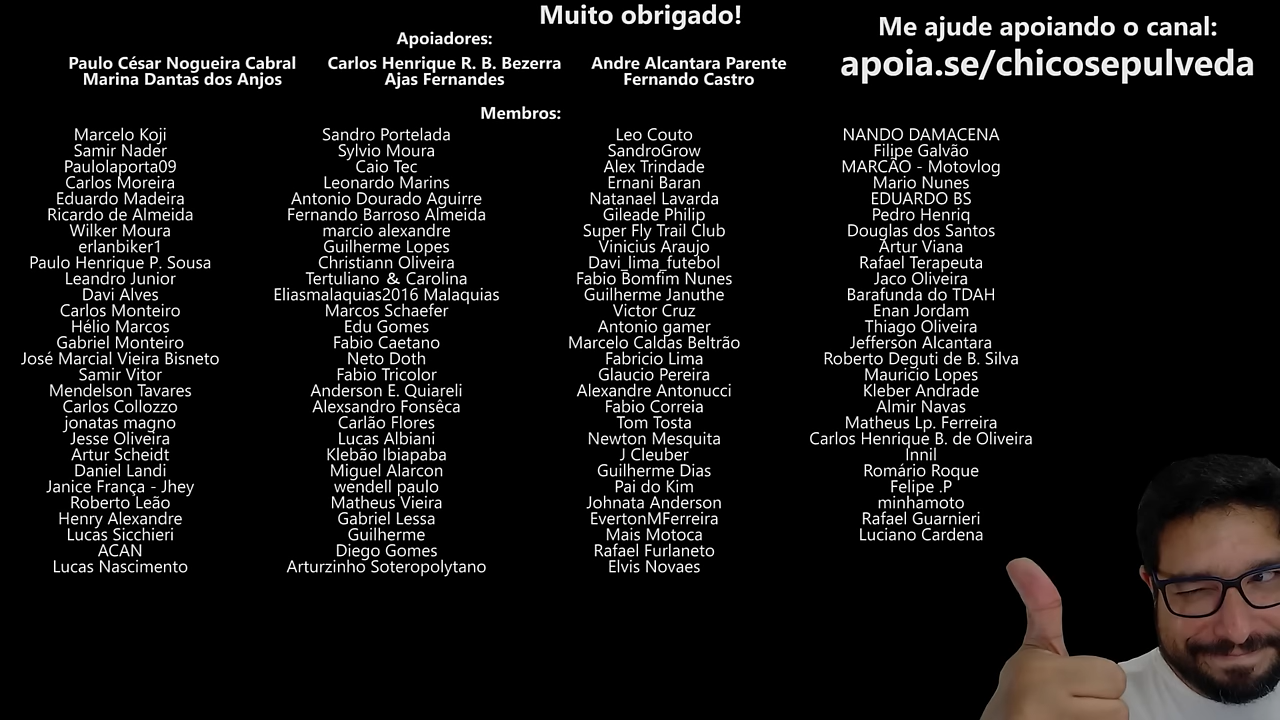 Muito obrigado!
Me ajude apoiando o canal:
apoia.se/chicosepulveda
Apoiadores:
Paulo César Nogueira Cabral
Marina Dantas dos Anjos
Carlos Henrique R. B. Bezerra
Ajas Fernandes
Andre Alcantara Parente
Fernando Castro
Membros:
Marcelo Koji
Samir Nader
Paulolaporta09
Carlos Moreira
Eduardo Madeira
Ricardo de Almeida
Wilker Moura
erlanbiker1
Paulo Henrique P. Sousa
Leandro Junior
Davi Alves
Carlos Monteiro
Hélio Marcos
Gabriel Monteiro
José Marcial Vieira Bisneto
Samir Vitor
Mendelson Tavares
Carlos Collozzo
jonatas magno
Jesse Oliveira
Artur Scheidt
Daniel Landi
Janice França - Jhey
Roberto Leão
Henry Alexandre
Lucas Sicchieri
ACAN
Lucas Nascimento
Sandro Portelada
Sylvio Moura
Caio Tec
Leonardo Marins
Antonio Dourado Aguirre
Fernando Barroso Almeida
marcio alexandre
Guilherme Lopes
Christiann Oliveira
Tertuliano & Carolina
Eliasmalaquias2016 Malaquias
Marcos Schaefer
Edu Gomes
Fabio Caetano
Neto Doth
Fabio Tricolor
Anderson E. Quiareli
Alexsandro Fonsêca
Carlão Flores
Lucas Albiani
Klebão Ibiapaba
Miguel Alarcon
wendell paulo
Matheus Vieira
Gabriel Lessa
Guilherme
Diego Gomes
Arturzinho Soteropolytano
Leo Couto
SandroGrow
Alex Trindade
Ernani Baran
Natanael Lavarda
Gileade Philip
Super Fly Trail Club
Vinicius Araujo
Davi_lima_futebol
Fabio Bomfim Nunes
Guilherme Januthe
Victor Cruz
Antonio gamer
Marcelo Caldas Beltrão
Fabricio Lima
Glaucio Pereira
Alexandre Antonucci
Fabio Correia
Tom Tosta
Newton Mesquita
J Cleuber
Guilherme Dias
Pai do Kim
Johnata Anderson
EvertonMFerreira
Mais Motoca
Rafael Furlaneto
Elvis Novaes
NANDO DAMACENA
Filipe Galvão
MARCÃO - Motovlog
Mario Nunes
EDUARDO BS
Pedro Henriq
Douglas dos Santos
Artur Viana
Rafael Terapeuta
Jaco Oliveira
Barafunda do TDAH
Enan Jordam
Thiago Oliveira
Jefferson Alcantara
Roberto Deguti de B. Silva
Mauricio Lopes
Kleber Andrade
Almir Navas
Matheus Lp. Ferreira
Carlos Henrique B. de Oliveira
Innil
Romário Roque
Felipe .P
minhamoto
Rafael Guarnieri
Luciano Cardena